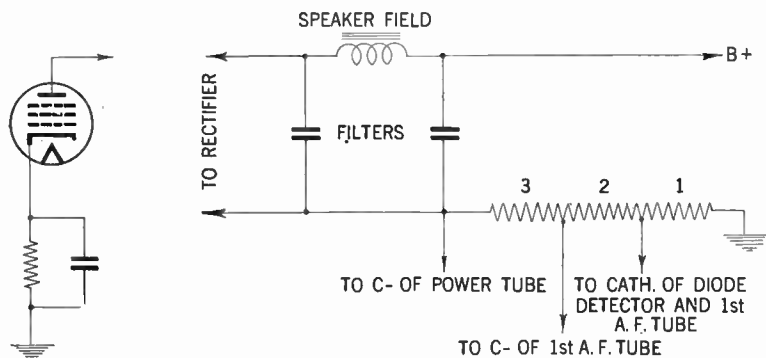 SPEAKER FIELD
B+
TO RECTIFIER
FILTERS
3 2 1
TO C- OF POWER TUBE
TO CATH. OF DIODE
DETECTOR AND 1st
A. F. TUBE
TO C- OF 1st A. F. TUBE